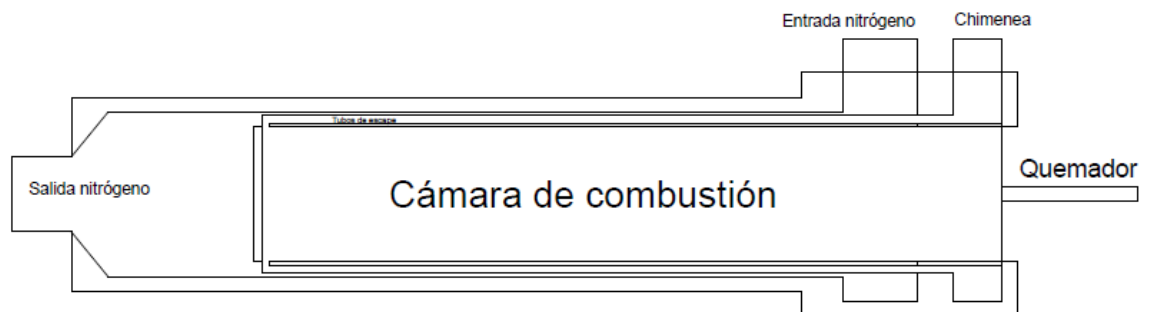 Entrada nitrógeno
Chimenea
Tubos de escape
Quemador
Salida nitrógeno
Cámara de combustión